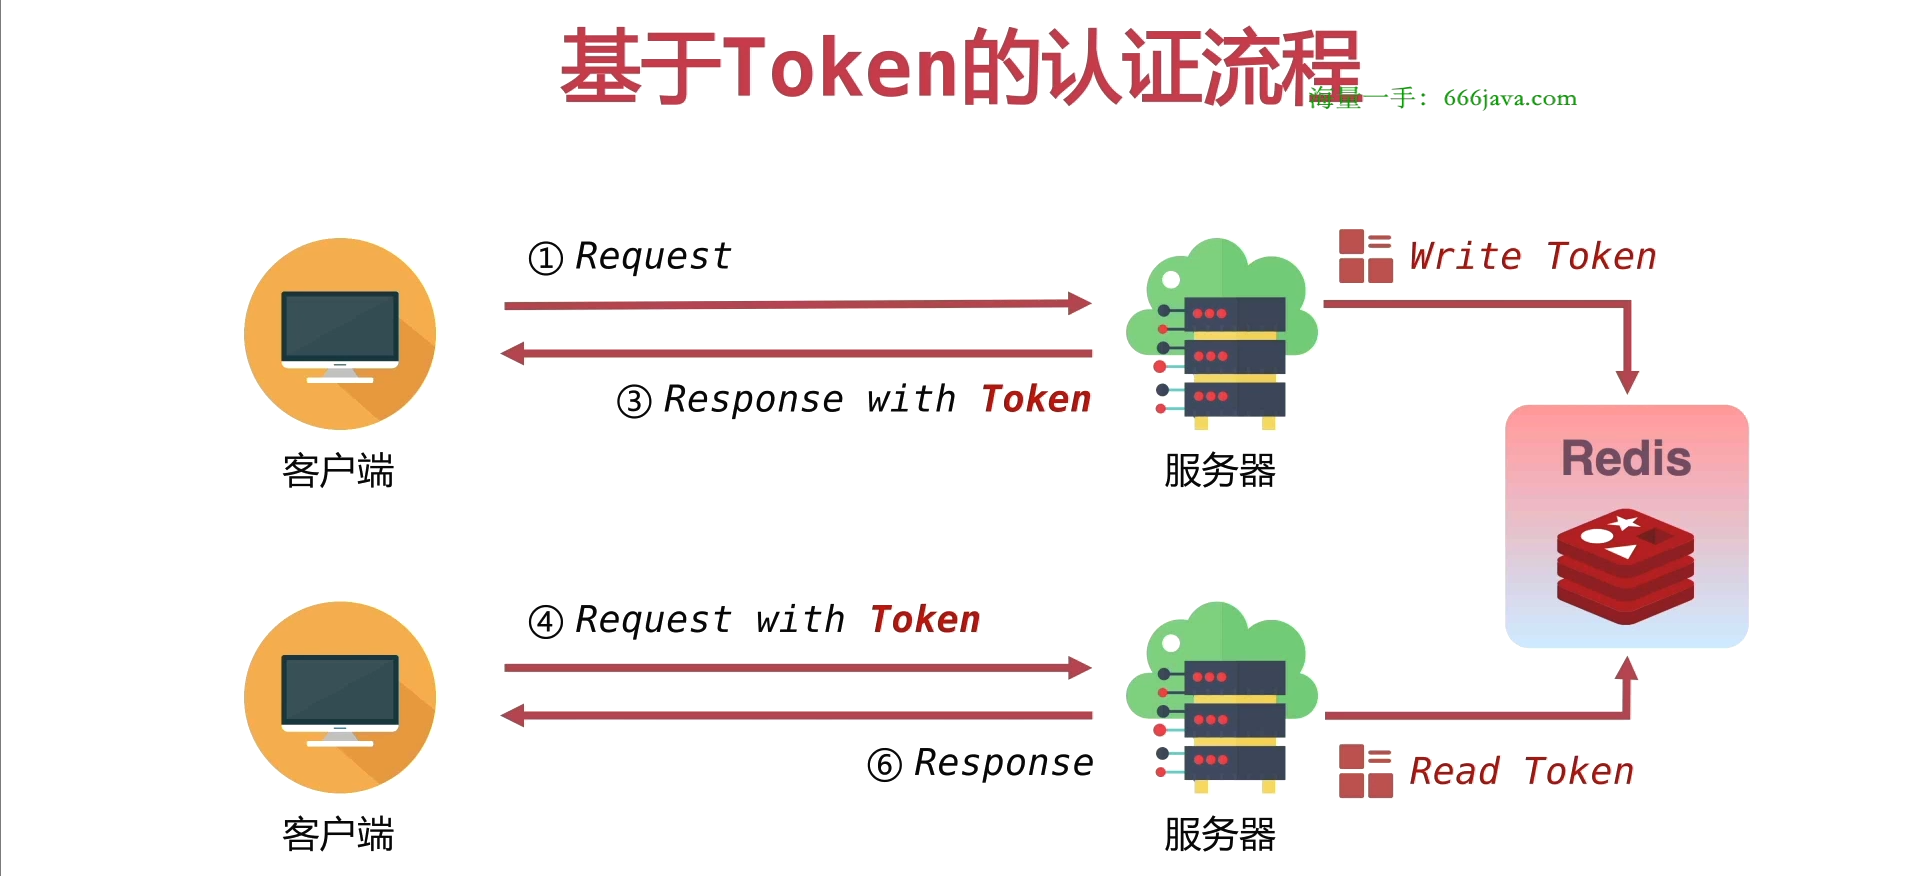 基于Token的认证流程
海量一手：666java.com
① Request
Write Token
③ Response with Token
客户端
服务器
Redis
④ Request with Token
⑥ Response
Read Token
客户端
服务器